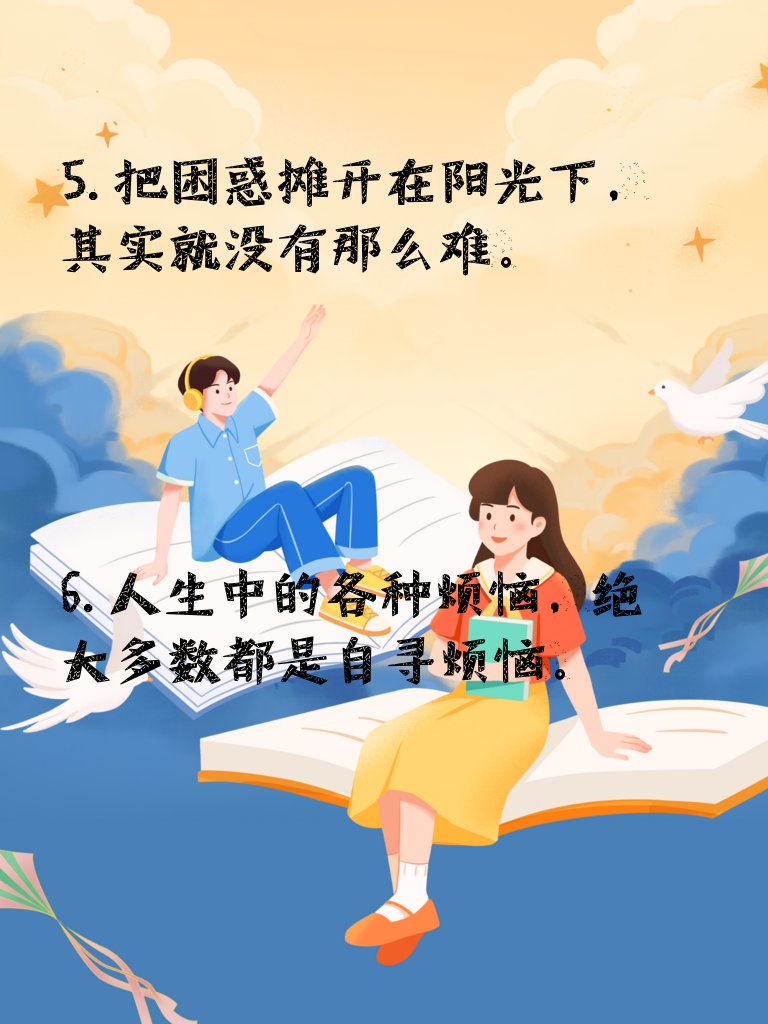 5. 把困惑摊开在阳光下,
其实就没有那么难。
6. 人生中的各种烦恼, 绝
大多数都是自寻烦恼。